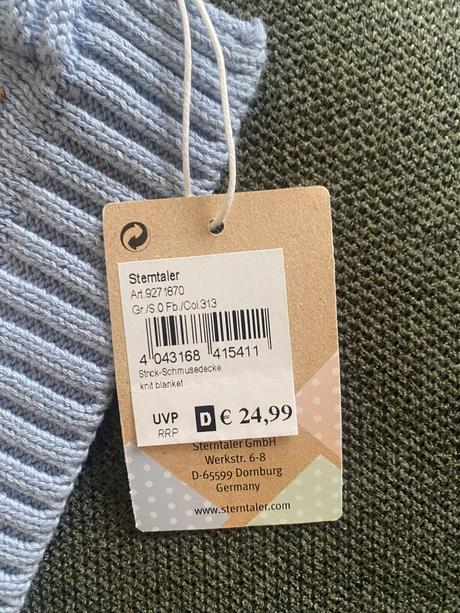 Sterntaler
Art.9271870
Gr./S.0 Fb./Col.313
4 043168 415411
Strick-Schmusedecke
knit blanket
UVP D € 24,99
RRP
Sterntaler GmbH
Werkstr. 6-8
D-65599 Dornburg
Germany
www.sterntaler.com